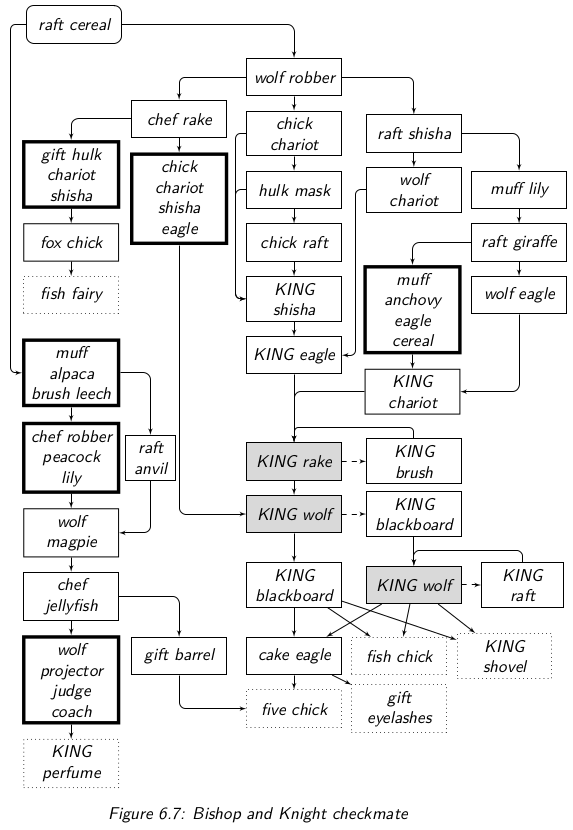 raft cereal
wolf robber
chef rake
chick
chariot
raft shisha
gift hulk
chariot
shisha
chick
chariot
shisha
eagle
hulk mask
wolf
chariot
muff lily
fox chick
chick raft
raft giraffe
fish fairy
KING
shisha
muff
anchovy
eagle
cereal
wolf eagle
muff
alpaca
brush leech
KING eagle
KING
chariot
chef robber
peacock
lily
raft
anvil
KING rake
KING
brush
wolf
magpie
KING wolf
KING
blackboard
chef
jellyfish
KING
blackboard
KING wolf
KING
raft
wolf
projector
judge
coach
gift barrel
cake eagle
fish chick
KING
shovel
five chick
gift
eyelashes
KING
perfume
Figure 6.7: Bishop and Knight checkmate